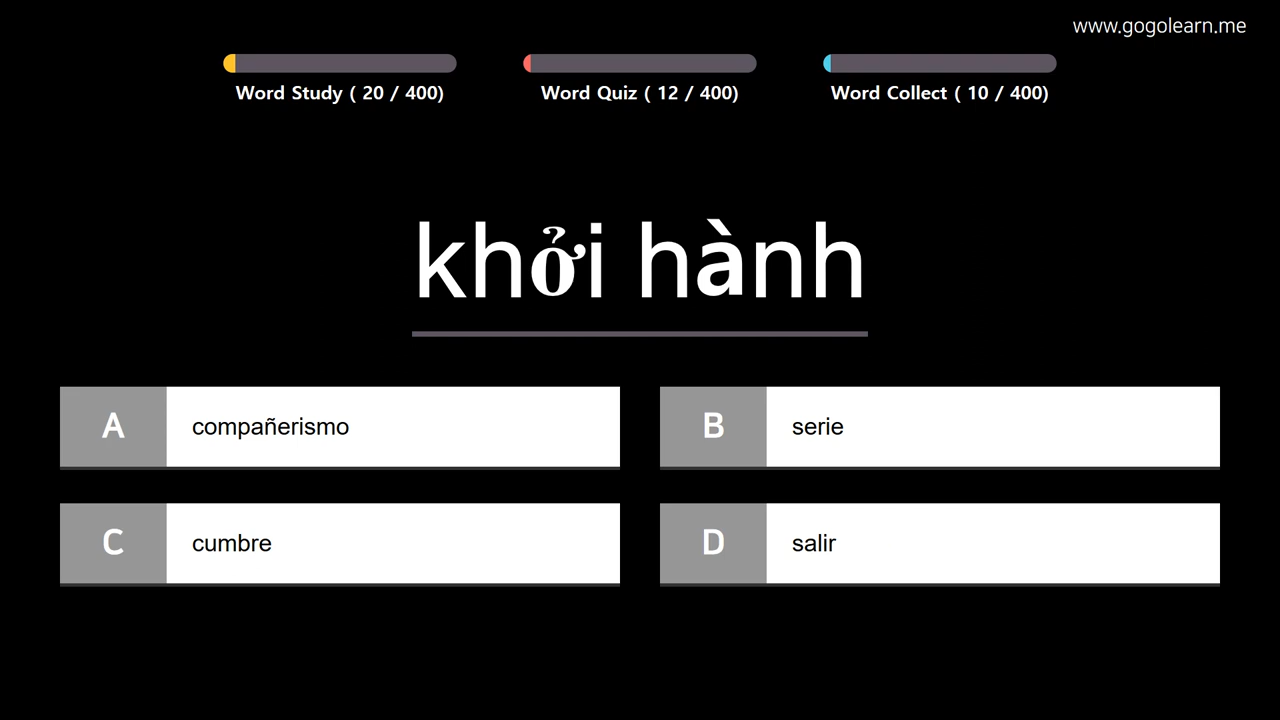 www.gogolearn.me
Word Study ( 20 / 400)
Word Quiz ( 12 / 400)
Word Collect ( 10 / 400)
khởi hành
A compañerismo
B serie
C cumbre
D salir